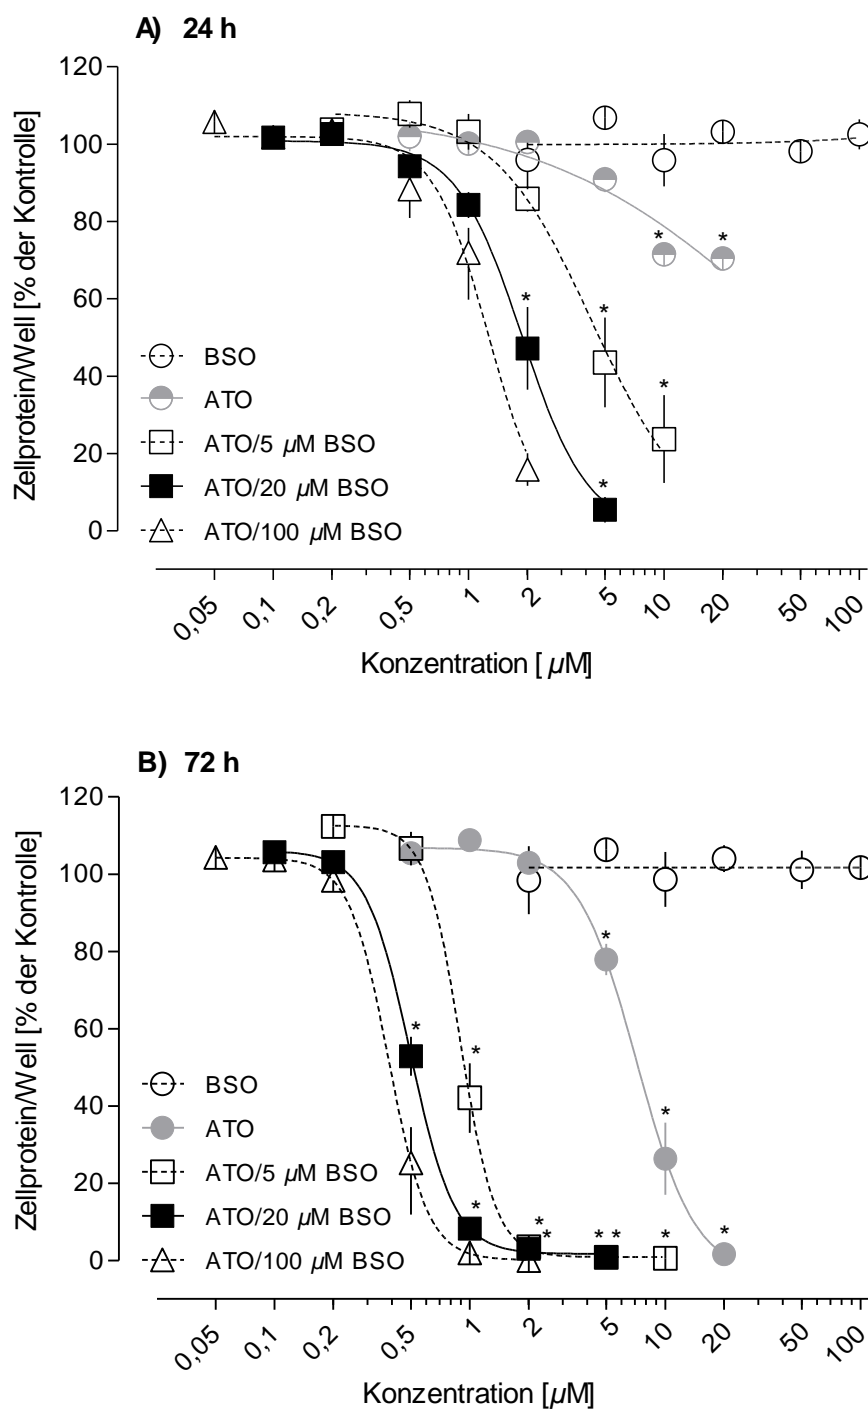 A) 24 h
Zellprotein/Well [% der Kontrolle]
120
100
80
60
40
20
0
* *
* * *
*
BSO
ATO
ATO/5 µM BSO
ATO/20 µM BSO
ATO/100 µM BSO
0,05 0,1 0,2 0,5 1 2 5 10 20 50 100
Konzentration [ µM]
B) 72 h
Zellprotein/Well [% der Kontrolle]
120
100
80
60
40
20
0
*
* *
*
* * * * * * *
BSO
ATO
ATO/5 µM BSO
ATO/20 µM BSO
ATO/100 µM BSO
0,05 0,1 0,2 0,5 1 2 5 10 20 50 100
Konzentration [µM]